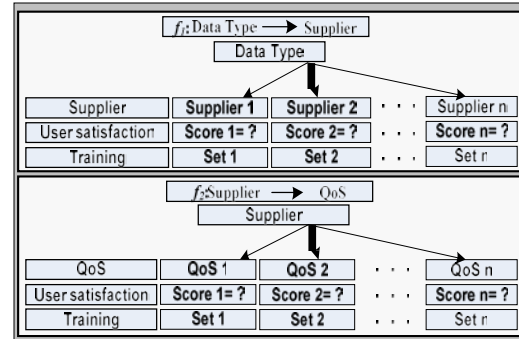 f1: Data Type → Supplier
Data Type
Supplier Supplier 1 Supplier 2 . . . Supplier n
User satisfaction Score 1= ? Score 2= ? . . . Score n= ?
Training Set 1 Set 2 . . . Set n
f2: Supplier → QoS
Supplier
QoS QoS 1 QoS 2 . . . QoS n
User satisfaction Score 1= ? Score 2= ? . . . Score n= ?
Training Set 1 Set 2 . . . Set n